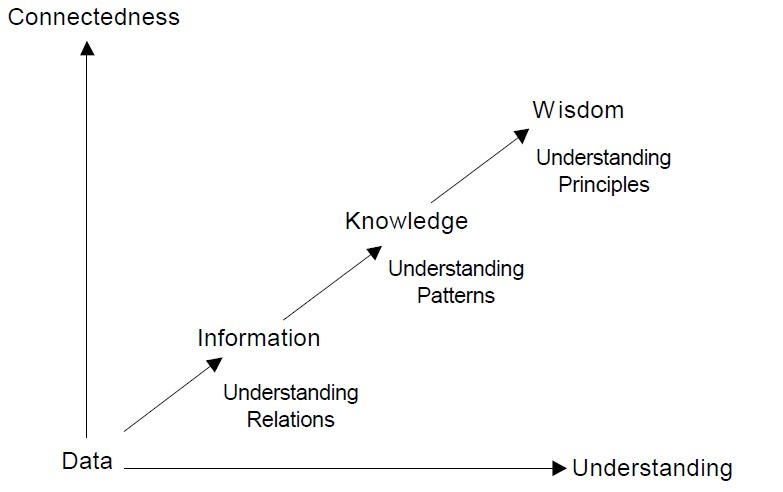 Connectedness
Wisdom
Understanding
Principles
Knowledge
Understanding
Patterns
Information
Understanding
Relations
Data
Understanding